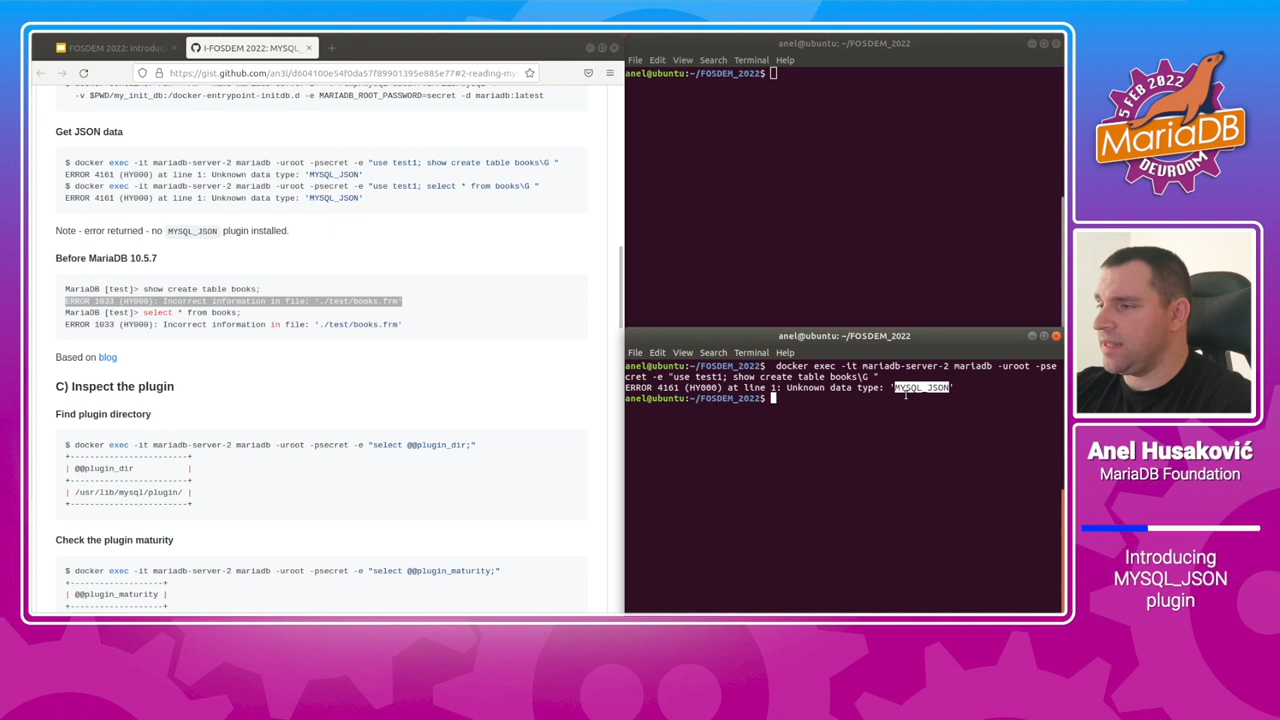 FOSDEM 2022: Introduc
I-FOSDEM 2022: MYSQL_
https://gist.github.com/an3l/d604100e54f0da57f89901395e885e77#2-reading-my
-v $PWD/my_init_db:/docker-entrypoint-initdb.d -e MARIADB_ROOT_PASSWORD=secret -d mariadb:latest
Get JSON data
$ docker exec -it mariadb-server-2 mariadb -uroot -psecret -e "use test1; show create table books\G "
ERROR 4161 (HY000) at line 1: Unknown data type: 'MYSQL_JSON'
$ docker exec -it mariadb-server-2 mariadb -uroot -psecret -e "use test1; select * from books\G "
ERROR 4161 (HY000) at line 1: Unknown data type: 'MYSQL_JSON'
Note - error returned - no MYSQL_JSON plugin installed.
Before MariaDB 10.5.7
MariaDB [test]> show create table books;
ERROR 1033 (HY000): Incorrect information in file: './test/books.frm'
MariaDB [test]> select * from books;
ERROR 1033 (HY000): Incorrect information in file: './test/books.frm'
Based on blog
C) Inspect the plugin
Find plugin directory
$ docker exec -it mariadb-server-2 mariadb -uroot -psecret -e "select @@plugin_dir;"
+------------------------+
| @@plugin_dir           |
+------------------------+
| /usr/lib/mysql/plugin/ |
+------------------------+
Check the plugin maturity
$ docker exec -it mariadb-server-2 mariadb -uroot -psecret -e "select @@plugin_maturity;"
+-------------------+
| @@plugin_maturity |
+-------------------+
anel@ubuntu: ~/FOSDEM_2022
File Edit View Search Terminal Help
anel@ubuntu:~/FOSDEM_2022$
anel@ubuntu: ~/FOSDEM_2022
File Edit View Search Terminal Help
anel@ubuntu:~/FOSDEM_2022$ docker exec -it mariadb-server-2 mariadb -uroot -pse
cret -e "use test1; show create table books\G "
ERROR 4161 (HY000) at line 1: Unknown data type: 'MYSQL_JSON'
anel@ubuntu:~/FOSDEM_2022$
5 FEB 2022
MariaDB
DEVROOM
Anel Husaković
MariaDB Foundation
Introducing
MYSQL_JSON
plugin